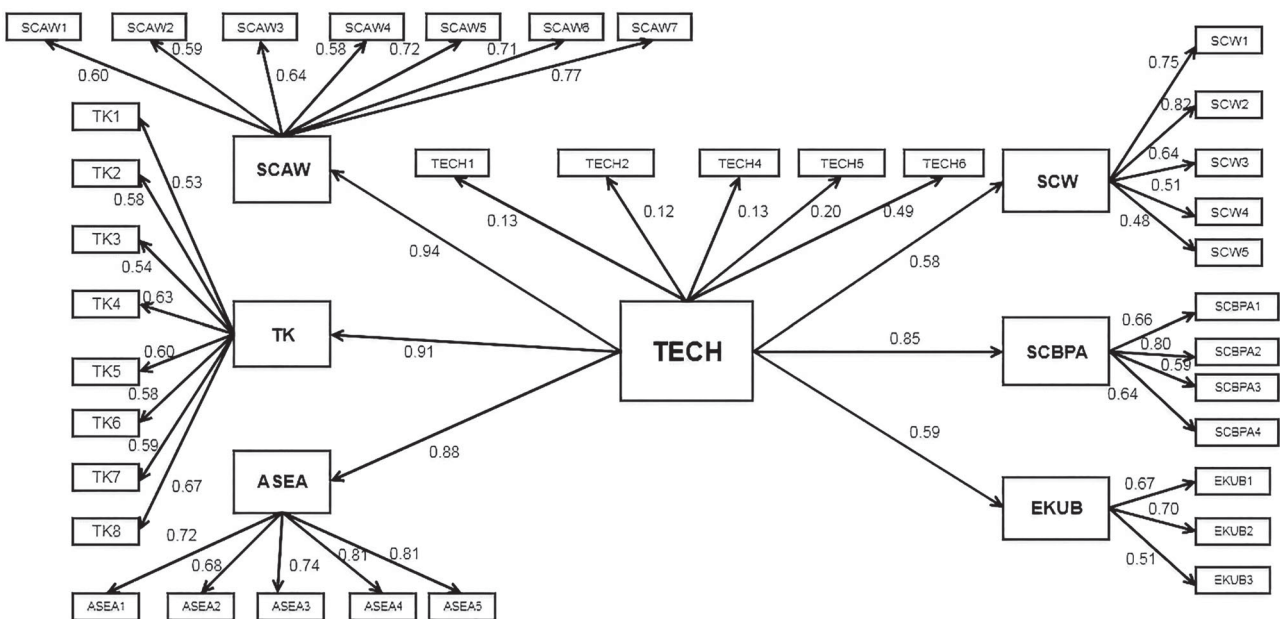 SCAW1 SCAW2 SCAW3 SCAW4 SCAW5 SCAW6 SCAW7
0.60 0.59 0.64 0.58 0.72 0.71 0.77
SCAW
TK1
TK2
TK3
TK4
TK5
TK6
TK7
TK8
0.53
0.58
0.54
0.63
0.60
0.58
0.59
0.67
TK
ASEA
0.72 0.68 0.74 0.81 0.81
ASEA1 ASEA2 ASEA3 ASEA4 ASEA5
TECH1 TECH2 TECH4 TECH5 TECH6
0.13 0.12 0.13 0.20 0.49
TECH
0.94
0.91
0.88
0.58
0.85
0.59
SCW
0.75
0.82
0.64
0.51
0.48
SCW1
SCW2
SCW3
SCW4
SCW5
SCBPA
0.66
0.80
0.59
0.64
SCBPA1
SCBPA2
SCBPA3
SCBPA4
EKUB
0.67
0.70
0.51
EKUB1
EKUB2
EKUB3